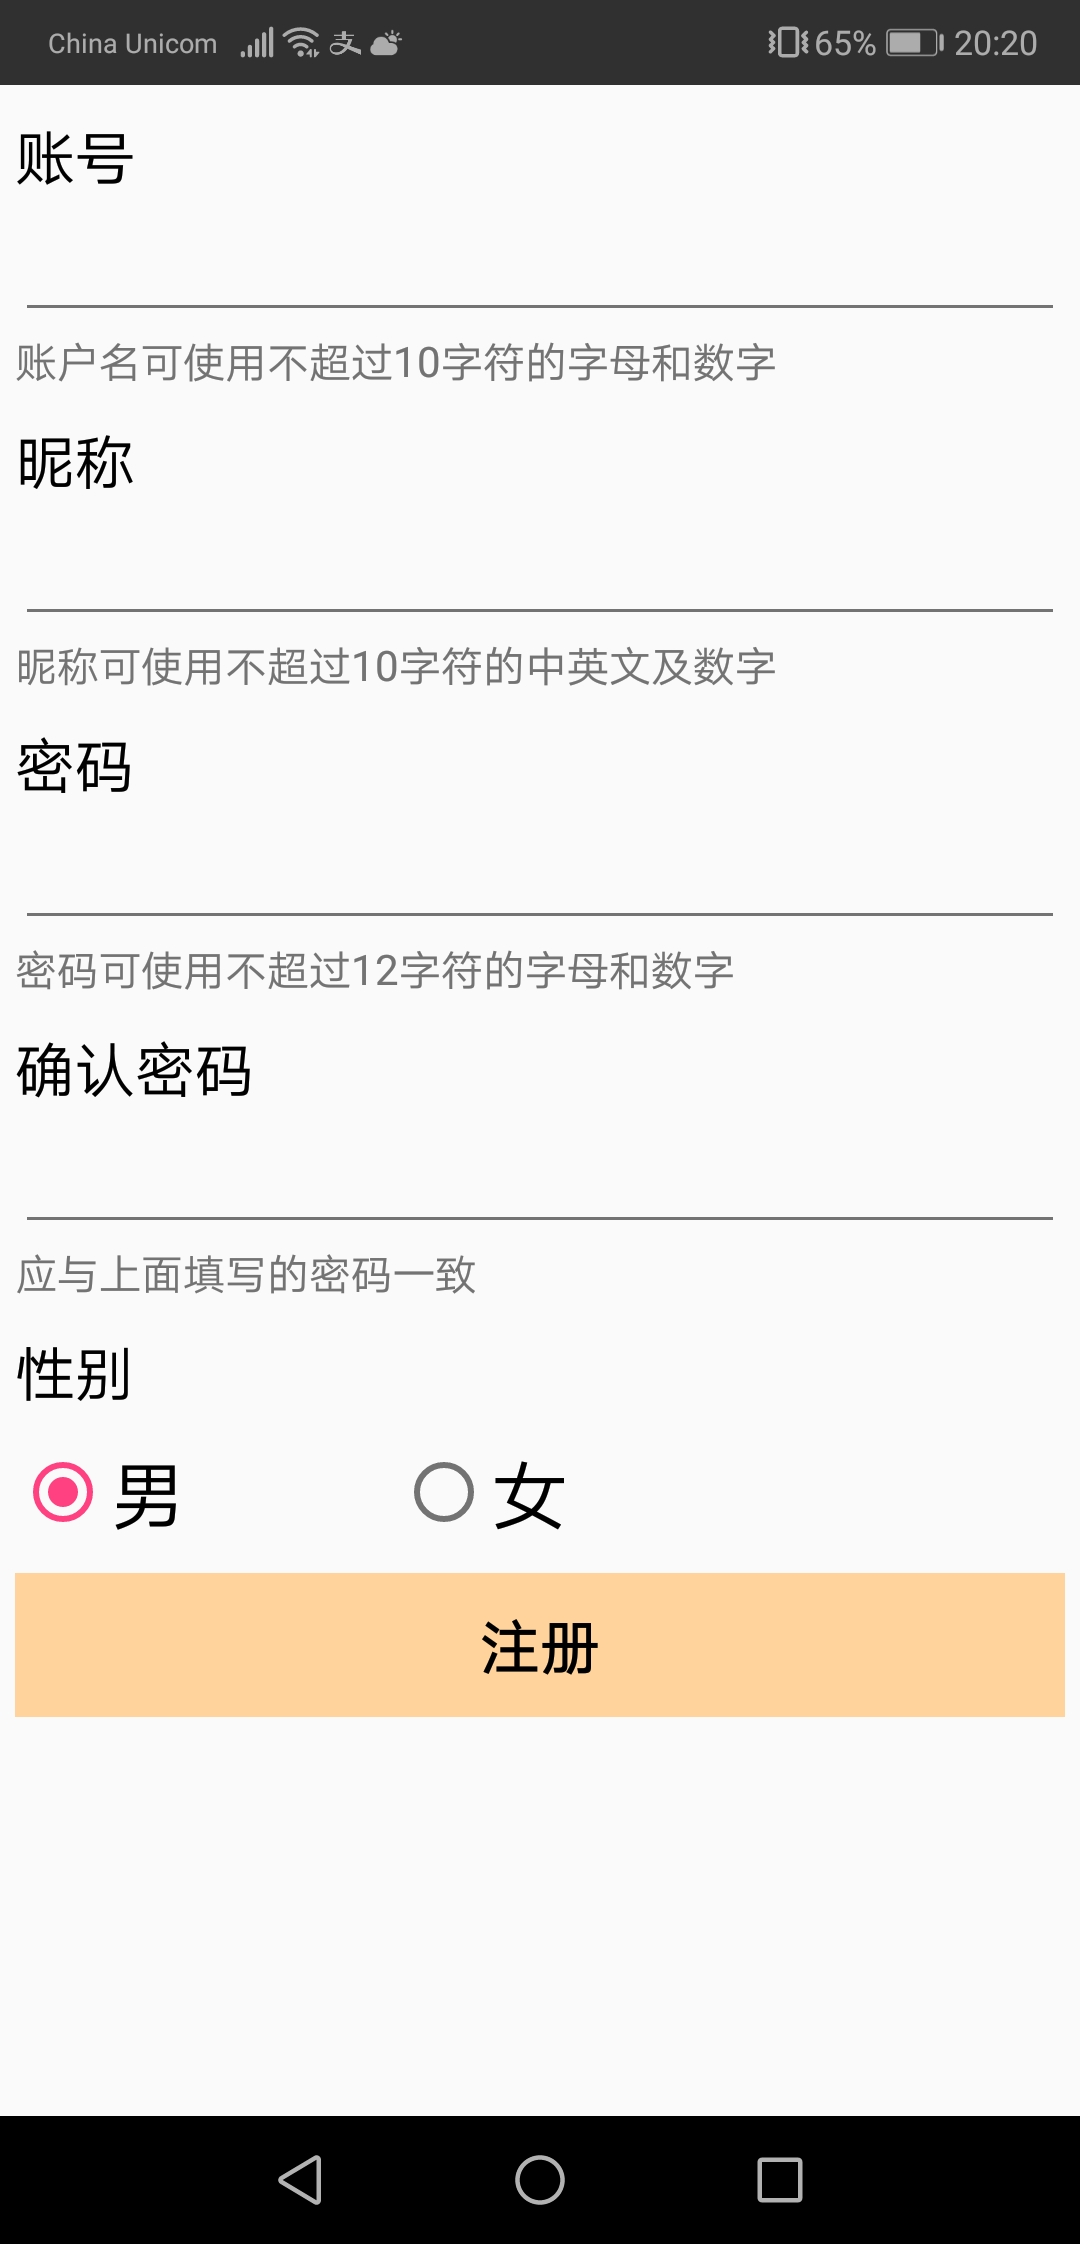 China Unicom 支 65% 20:20
账号
账户名可使用不超过10字符的字母和数字
昵称
昵称可使用不超过10字符的中英文及数字
密码
密码可使用不超过12字符的字母和数字
确认密码
应与上面填写的密码一致
性别
男 女
注册